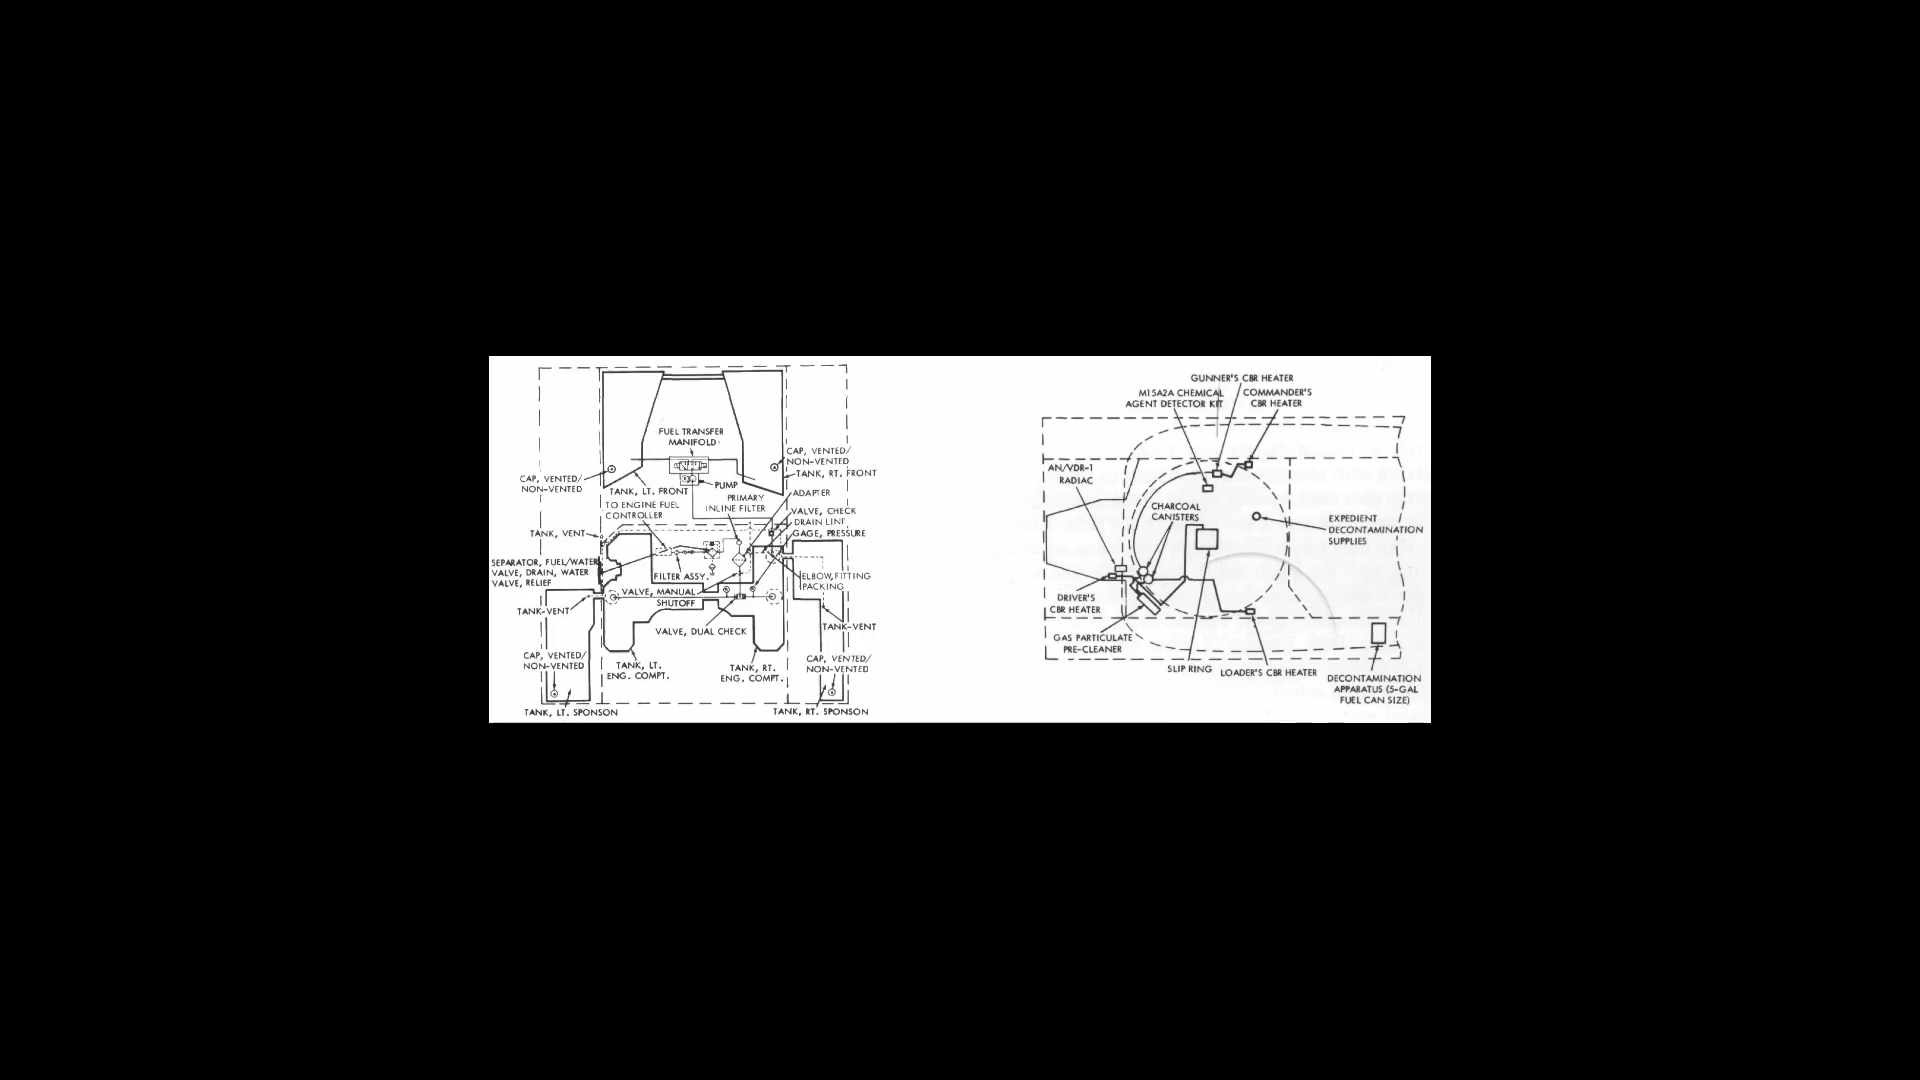 FUEL TRANSFER
MANIFOLD
CAP, VENTED/
NON-VENTED
TANK, RT. FRONT
CAP, VENTED/
NON-VENTED
TANK, LT. FRONT
PUMP
TO ENGINE FUEL
CONTROLLER
PRIMARY
INLINE FILTER
ADAPTER
VALVE, CHECK
DRAIN LINE
GAGE, PRESSURE
TANK, VENT
SEPARATOR, FUEL/WATER
VALVE, DRAIN, WATER
VALVE, RELIEF
FILTER ASSY.
ELBOW, FITTING
PACKING
VALVE, MANUAL
SHUTOFF
TANK-VENT
VALVE, DUAL CHECK
TANK-VENT
CAP, VENTED/
NON-VENTED
TANK, LT.
ENG. COMPT.
TANK, RT.
ENG. COMPT.
CAP, VENTED/
NON-VENTED
TANK, LT. SPONSON
TANK, RT. SPONSON
GUNNER'S CBR HEATER
M15A2A CHEMICAL
AGENT DETECTOR KIT
COMMANDER'S
CBR HEATER
AN/VDR-1
RADIAC
CHARCOAL
CANISTERS
EXPEDIENT
DECONTAMINATION
SUPPLIES
DRIVER'S
CBR HEATER
GAS PARTICULATE
PRE-CLEANER
SLIP RING
LOADER'S CBR HEATER
DECONTAMINATION
APPARATUS (5-GAL
FUEL CAN SIZE)